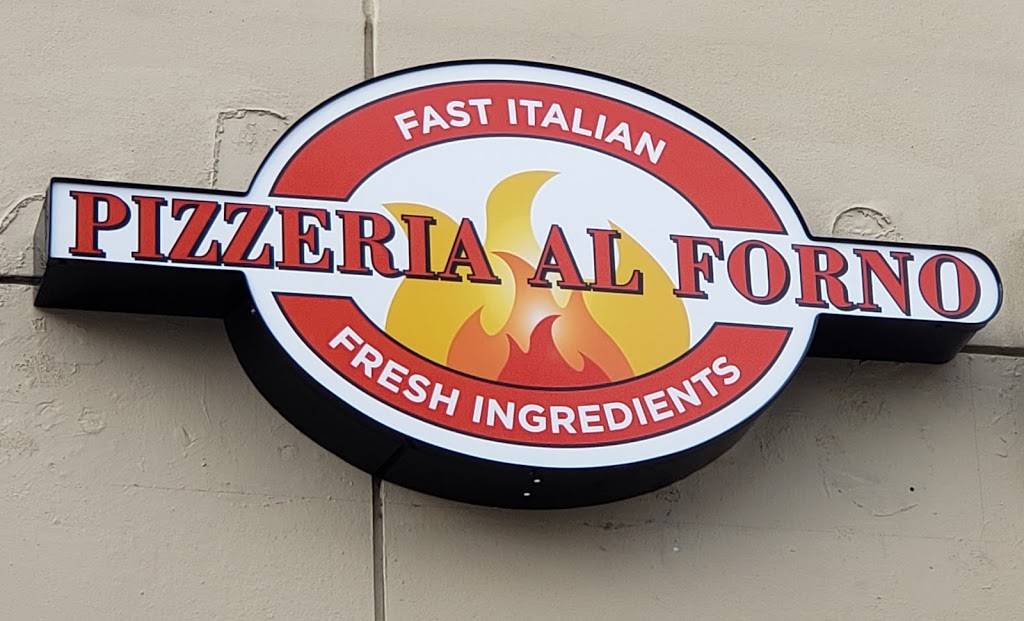 FAST ITALIAN
PIZZERIA AL FORNO
FRESH INGREDIENTS